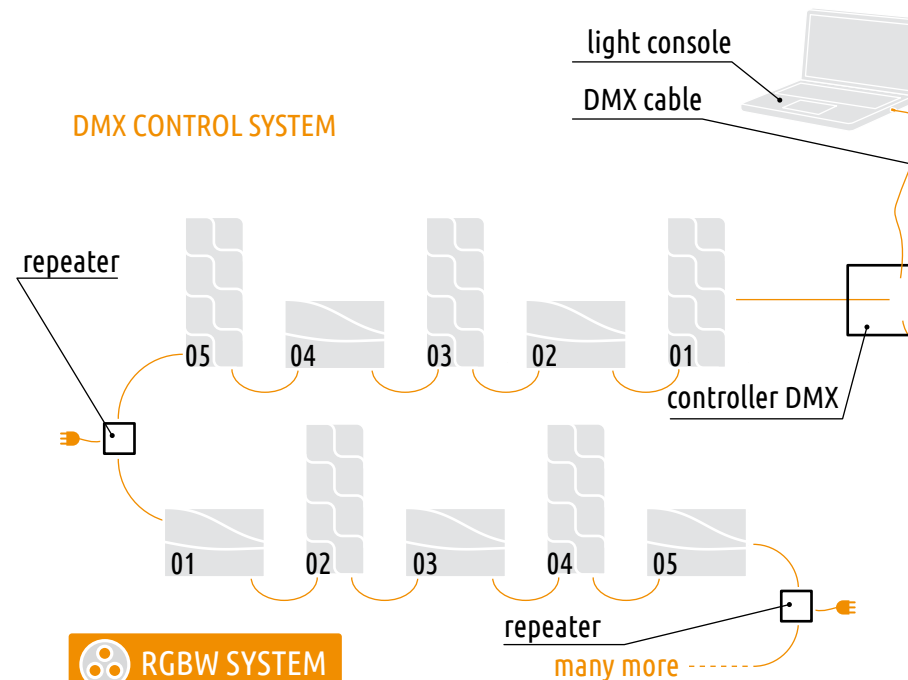 light console
DMX cable
DMX CONTROL SYSTEM
repeater
05
04
03
02
01
controller DMX
01
02
03
04
05
repeater
many more
RGBW SYSTEM